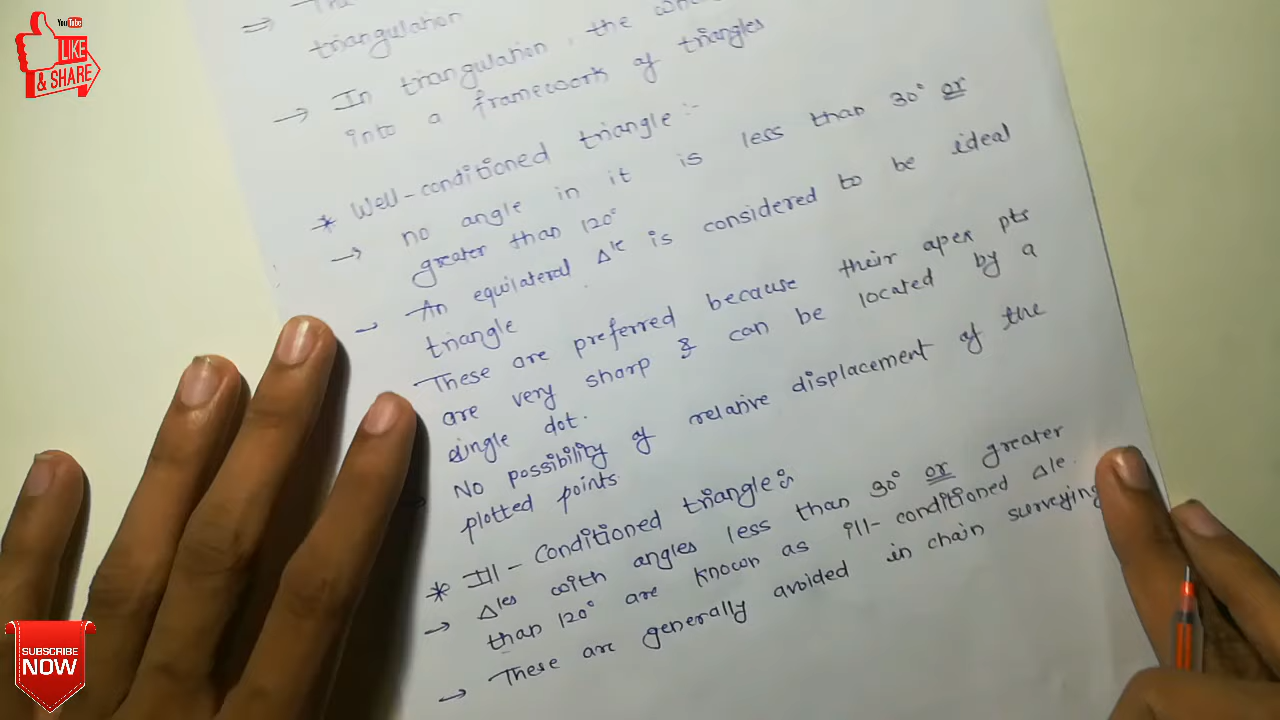 YouTube
LIKE
& SHARE
→ The
triangulation
→ In triangulation, the
into a framework of triangles
* Well-conditioned triangle:-
→ no angle in it is less than 30° or
greater than 120°
→ An equilateral Δle is considered to be ideal
triangle
These are preferred because their apex pts
are very sharp & can be located by a
single dot.
No possibility of relative displacement of the
plotted points.
* Ill-conditioned triangle:
→ Δles with angles less than 30° or greater
than 120° are known as ill-conditioned Δle.
→ These are generally avoided in chain surveying
SUBSCRIBE
NOW